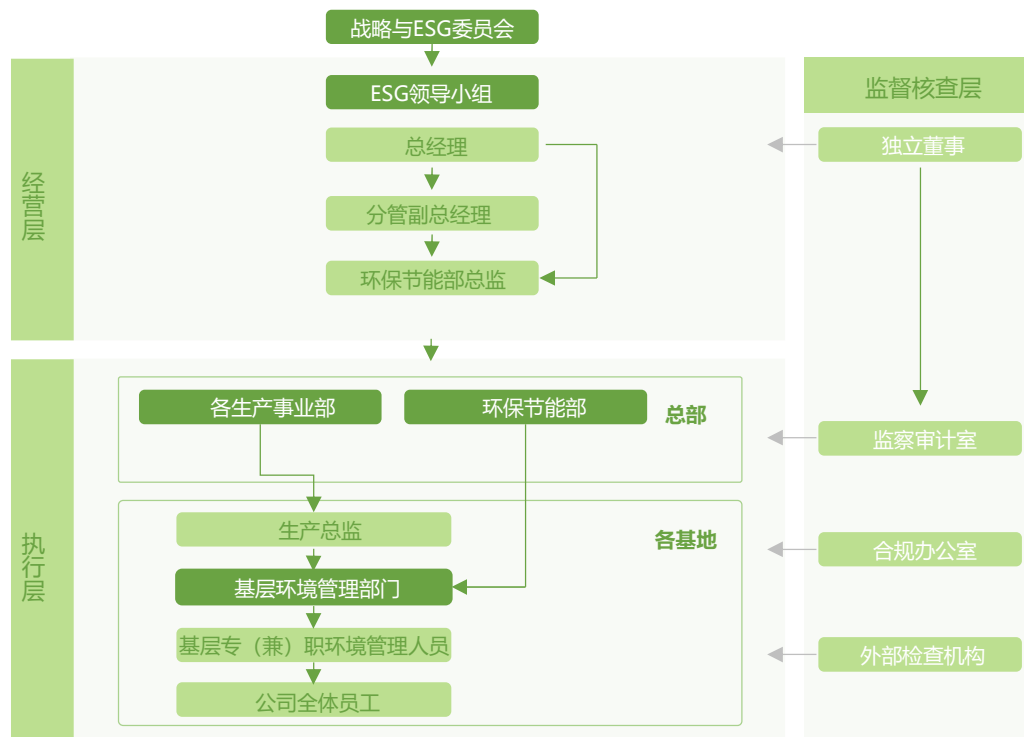 战略与ESG委员会
经营层
ESG领导小组
总经理
分管副总经理
环保节能部总监
执行层
各生产事业部
环保节能部
总部
生产总监
各基地
基层环境管理部门
基层专（兼）职环境管理人员
公司全体员工
监督核查层
独立董事
监察审计室
合规办公室
外部检查机构